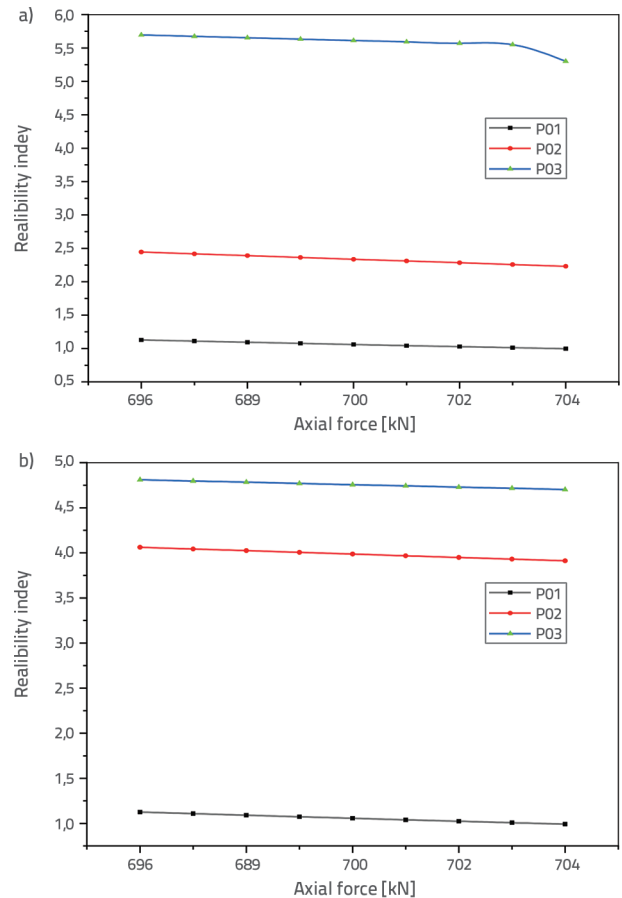 a)
6,0
5,5
5,0
4,5
4,0
3,5
3,0
2,5
2,0
1,5
1,0
0,5
Realibility indey
P01
P02
P03
696 689 700 702 704
Axial force [kN]
b)
5,0
4,5
4,0
3,5
3,0
2,5
2,0
1,5
1,0
Realibility indey
P01
P02
P03
696 689 700 702 704
Axial force [kN]